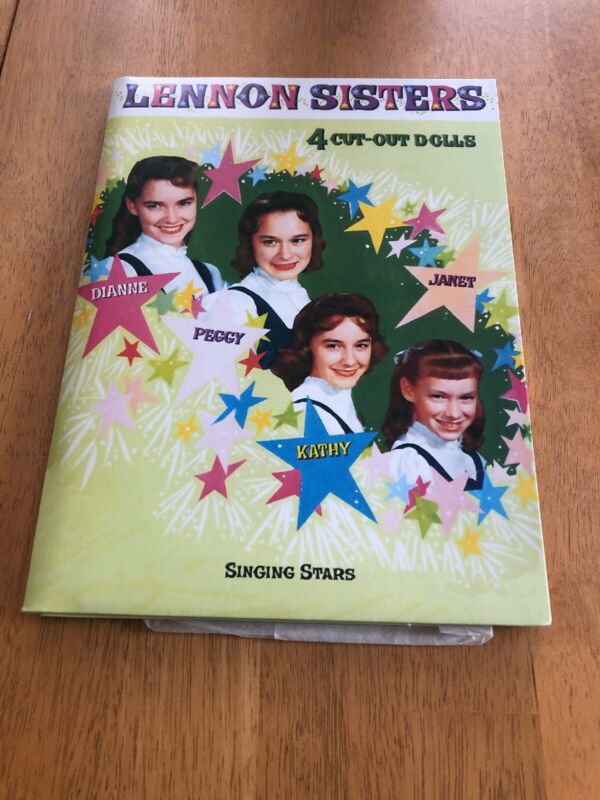 LENNON SISTERS
4 CUT-OUT DOLLS
DIANNE
JANET
PEGGY
KATHY
SINGING STARS